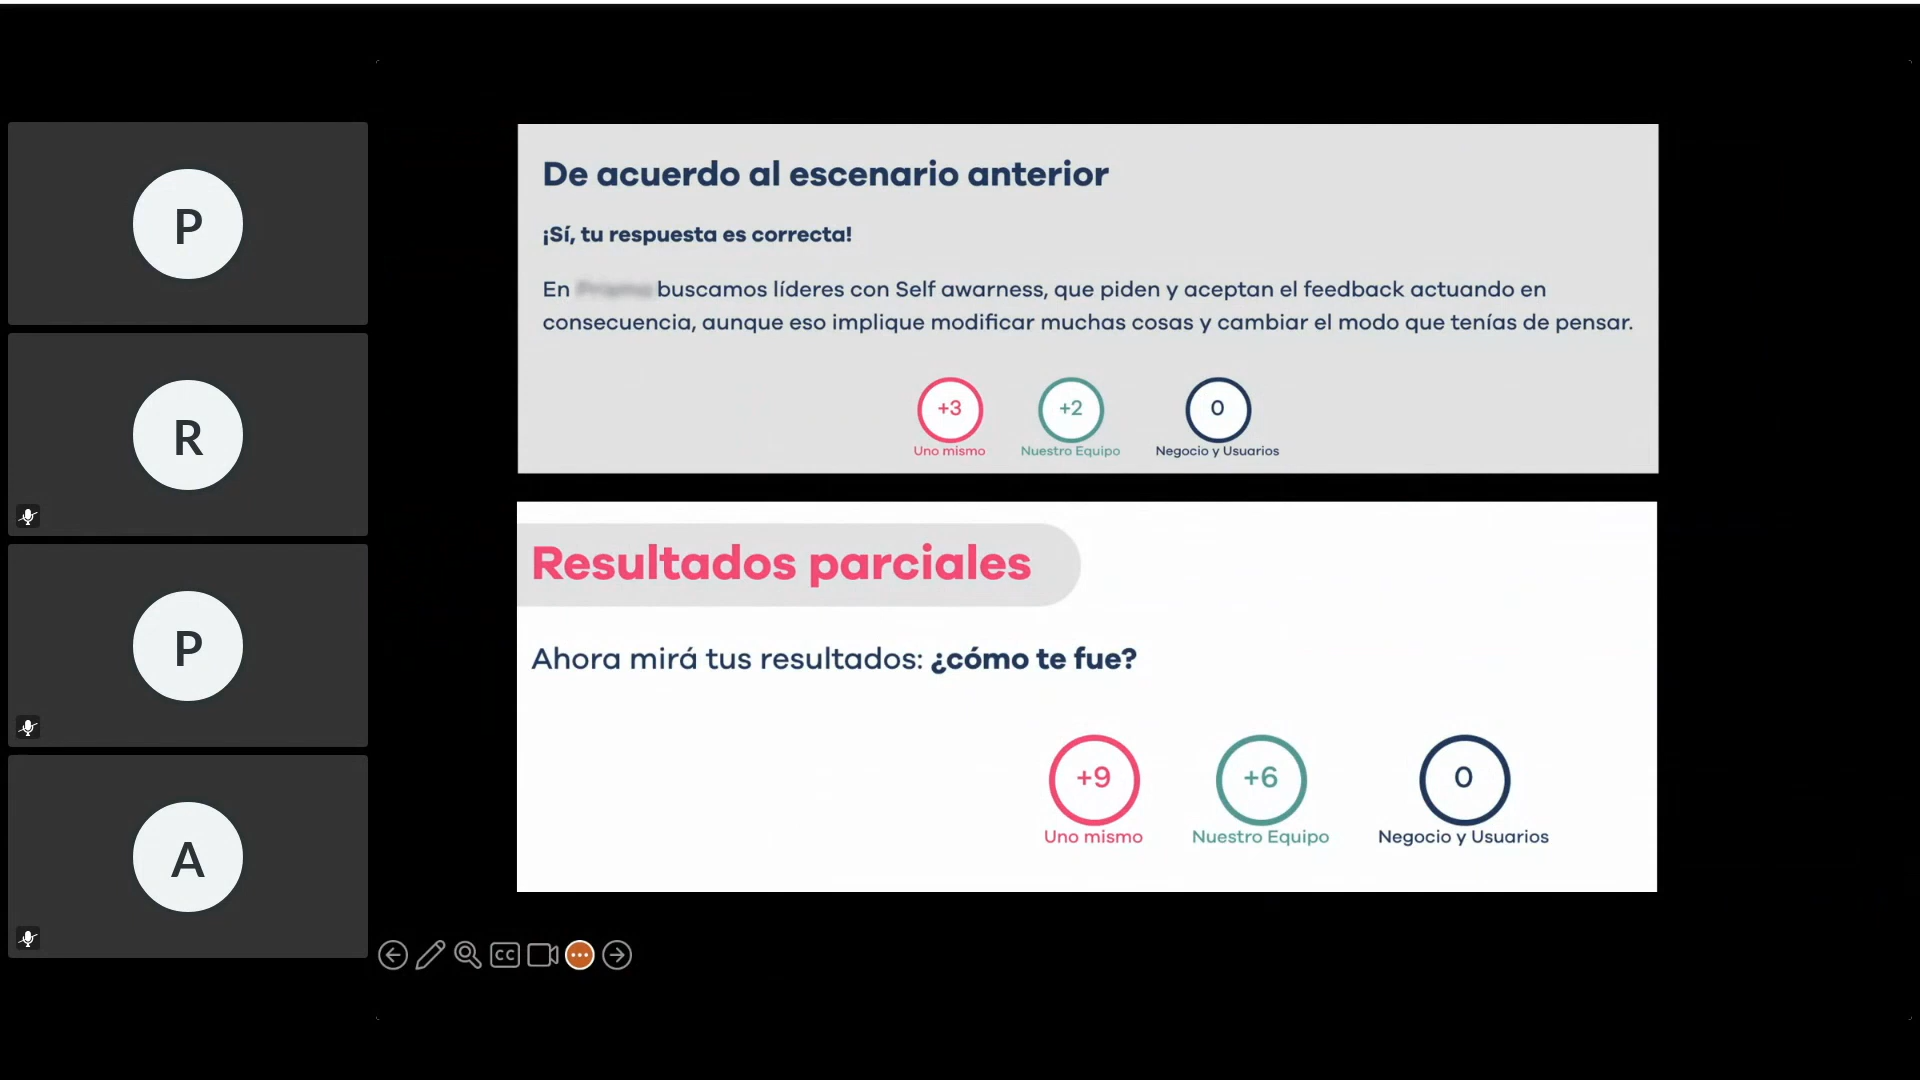 P
R
P
A
De acuerdo al escenario anterior
¡Sí, tu respuesta es correcta!
En buscamos líderes con Self awarness, que piden y aceptan el feedback actuando en
consecuencia, aunque eso implique modificar muchas cosas y cambiar el modo que tenías de pensar.
+3 +2 0
Uno mismo Nuestro Equipo Negocio y Usuarios
Resultados parciales
Ahora mirá tus resultados: ¿cómo te fue?
+9 +6 0
Uno mismo Nuestro Equipo Negocio y Usuarios
CC